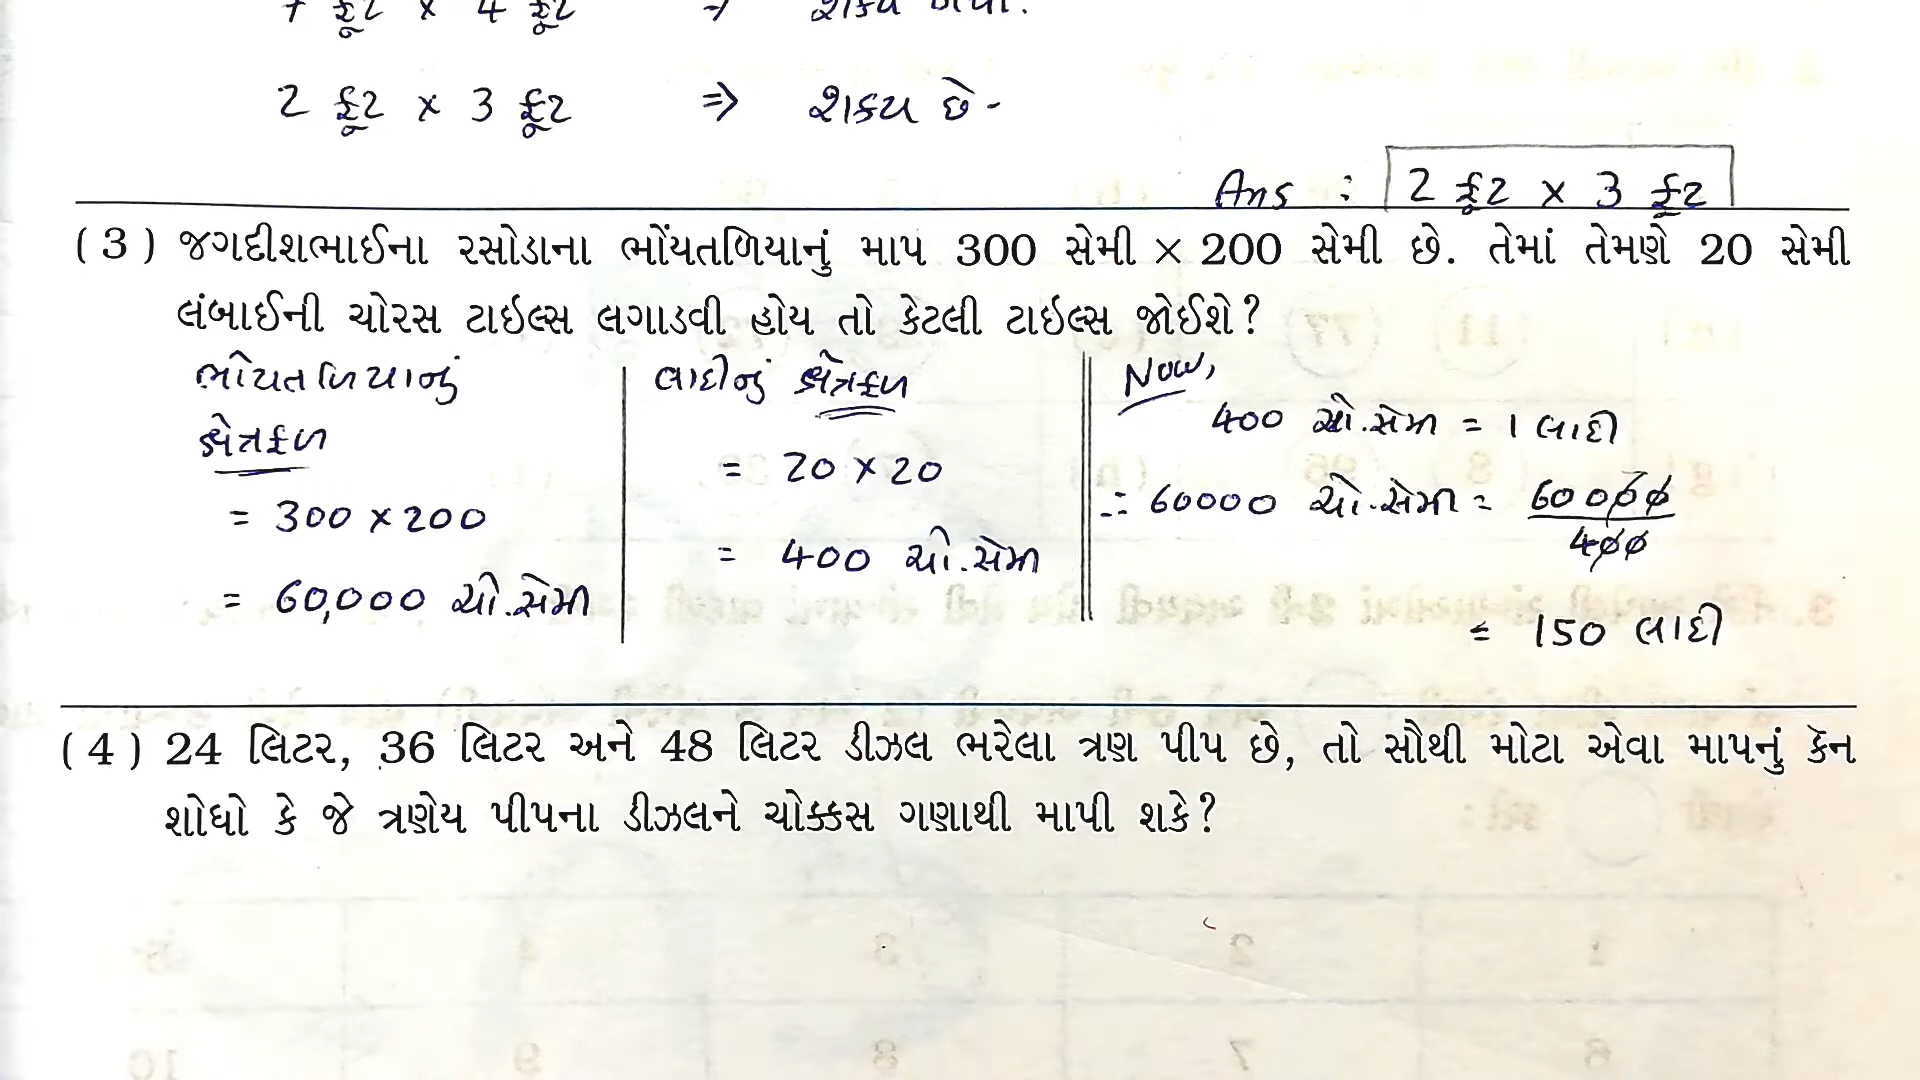 2 ફૂટ × 3 ફૂટ ⇒ શક્ય છે -
Ans : 2 ફૂટ × 3 ફૂટ
( 3 ) જગદીશભાઈના રસોડાના ભોંયતળિયાનું માપ 300 સેમી × 200 સેમી છે. તેમાં તેમણે 20 સેમી
લંબાઈની ચોરસ ટાઇલ્સ લગાડવી હોય તો કેટલી ટાઇલ્સ જોઈશે?
ભોંયતળિયાનું
ક્ષેત્રફળ
= 300 × 200
= 60,000 ચો.સેમી
લાદીનું ક્ષેત્રફળ
= 20 × 20
= 400 ચો.સેમી
Now,
400 ચો.સેમી = 1 લાદી
∴ 60000 ચો.સેમી = 60000
400
= 150 લાદી
( 4 ) 24 લિટર, 36 લિટર અને 48 લિટર ડીઝલ ભરેલા ત્રણ પીપ છે, તો સૌથી મોટા એવા માપનું કૅન
શોધો કે જે ત્રણેય પીપના ડીઝલને ચોક્કસ ગણાથી માપી શકે?